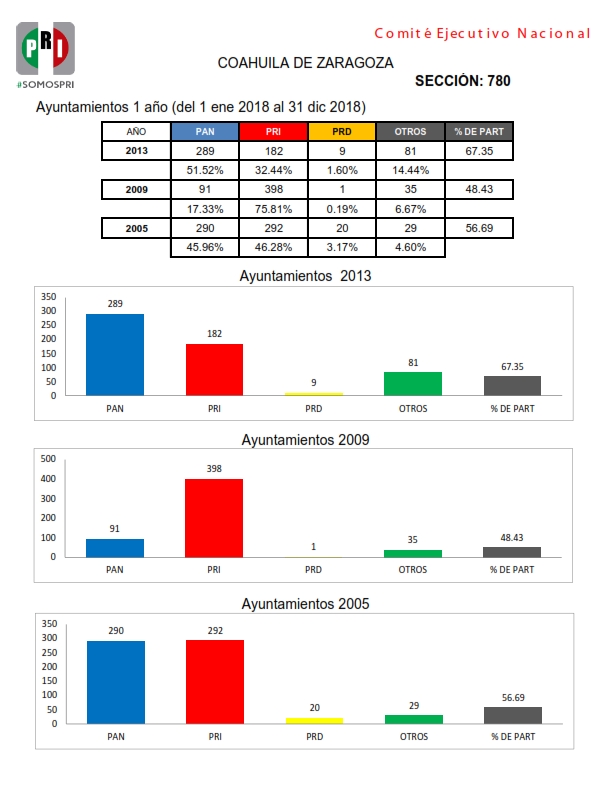 Comité Ejecutivo Nacional
PRI
#SOMOSPRI
COAHUILA DE ZARAGOZA
SECCIÓN: 780
Ayuntamientos 1 año (del 1 ene 2018 al 31 dic 2018)
AÑO PAN PRI PRD OTROS % DE PART
2013 289 182 9 81 67.35
51.52% 32.44% 1.60% 14.44%
2009 91 398 1 35 48.43
17.33% 75.81% 0.19% 6.67%
2005 290 292 20 29 56.69
45.96% 46.28% 3.17% 4.60%
Ayuntamientos 2013
350
300
250
200
150
100
50
0
289
182
9
81
67.35
PAN PRI PRD OTROS % DE PART
Ayuntamientos 2009
500
400
300
200
100
0
91
398
1
35
48.43
PAN PRI PRD OTROS % DE PART
Ayuntamientos 2005
350
300
250
200
150
100
50
0
290
292
20
29
56.69
PAN PRI PRD OTROS % DE PART